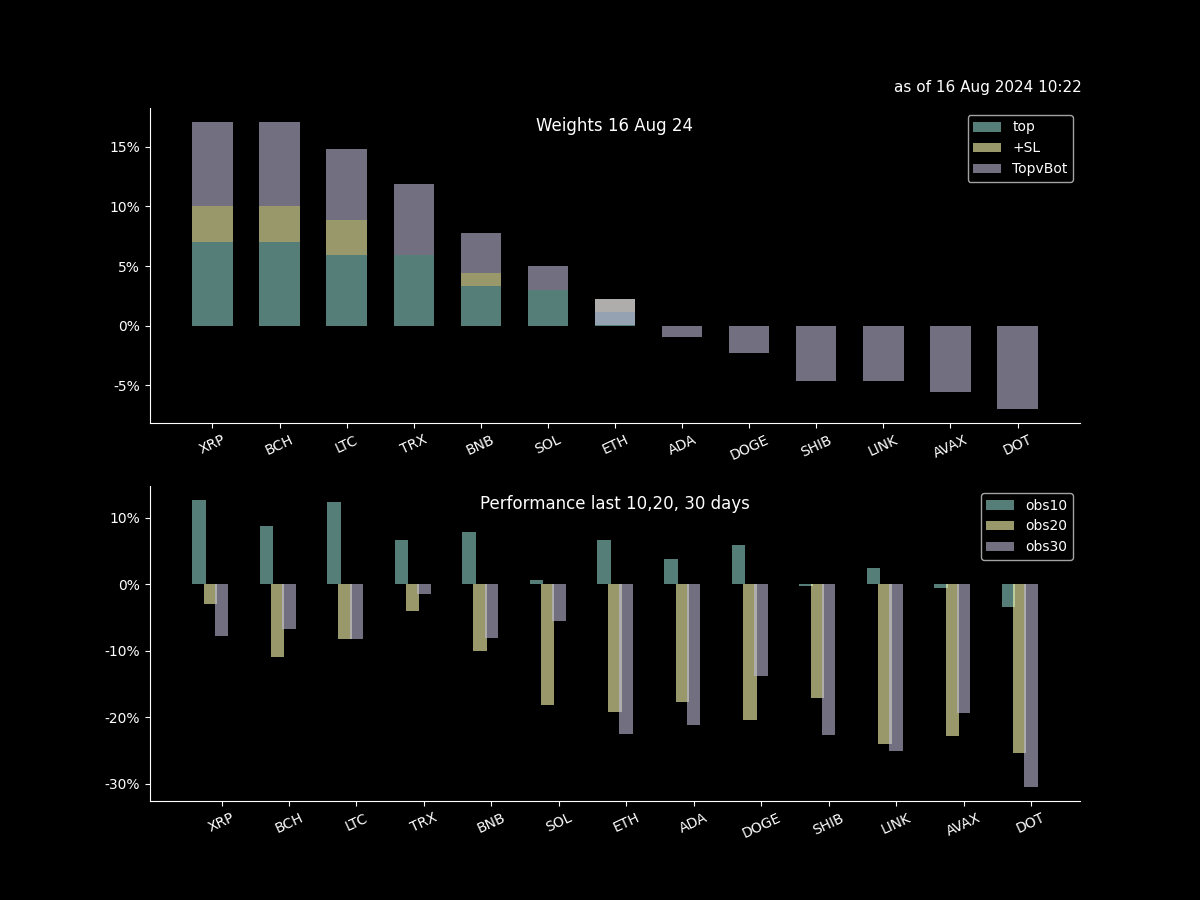 as of 16 Aug 2024 10:22
Weights 16 Aug 24
top
+SL
TopvBot
15%
10%
5%
0%
-5%
XRP BCH LTC TRX BNB SOL ETH ADA DOGE SHIB LINK AVAX DOT
Performance last 10,20, 30 days
obs10
obs20
obs30
10%
0%
-10%
-20%
-30%
XRP BCH LTC TRX BNB SOL ETH ADA DOGE SHIB LINK AVAX DOT